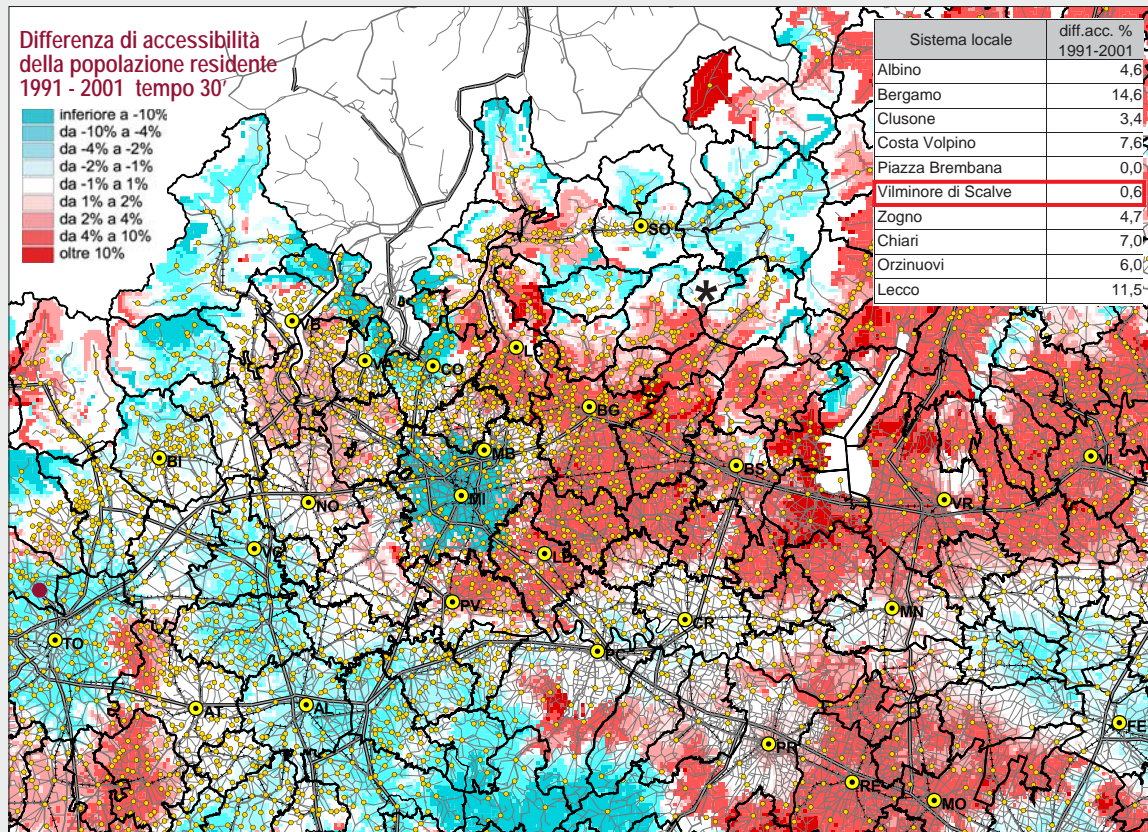 Differenza di accessibilità
della popolazione residente
1991 - 2001 tempo 30'
inferiore a -10%
da -10% a -4%
da -4% a -2%
da -2% a -1%
da -1% a 1%
da 1% a 2%
da 2% a 4%
da 4% a 10%
oltre 10%
Sistema locale diff.acc. %
1991-2001
Albino 4,6
Bergamo 14,6
Clusone 3,4
Costa Volpino 7,6
Piazza Brembana 0,0
Vilminore di Scalve 0,6
Zogno 4,7
Chiari 7,0
Orzinuovi 6,0
Lecco 11,5
SO
*
VB
VA
CO
BG
MB
BI
BS
VI
MI
NO
VR
VC
PV
MN
CR
TO
AT
AL
PR
RE
MO